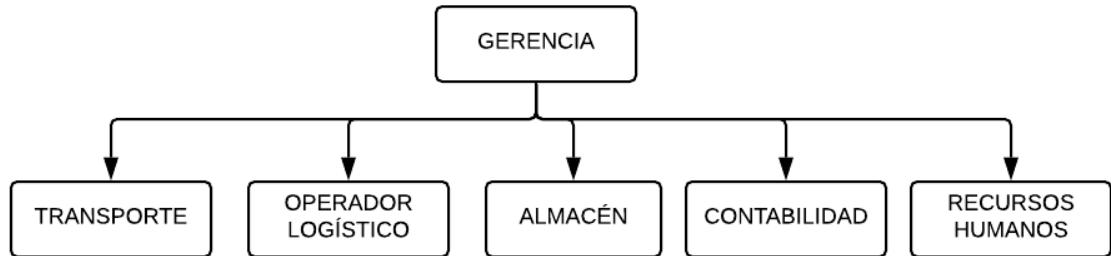 GERENCIA
TRANSPORTE
OPERADOR
LOGÍSTICO
ALMACÉN
CONTABILIDAD
RECURSOS
HUMANOS